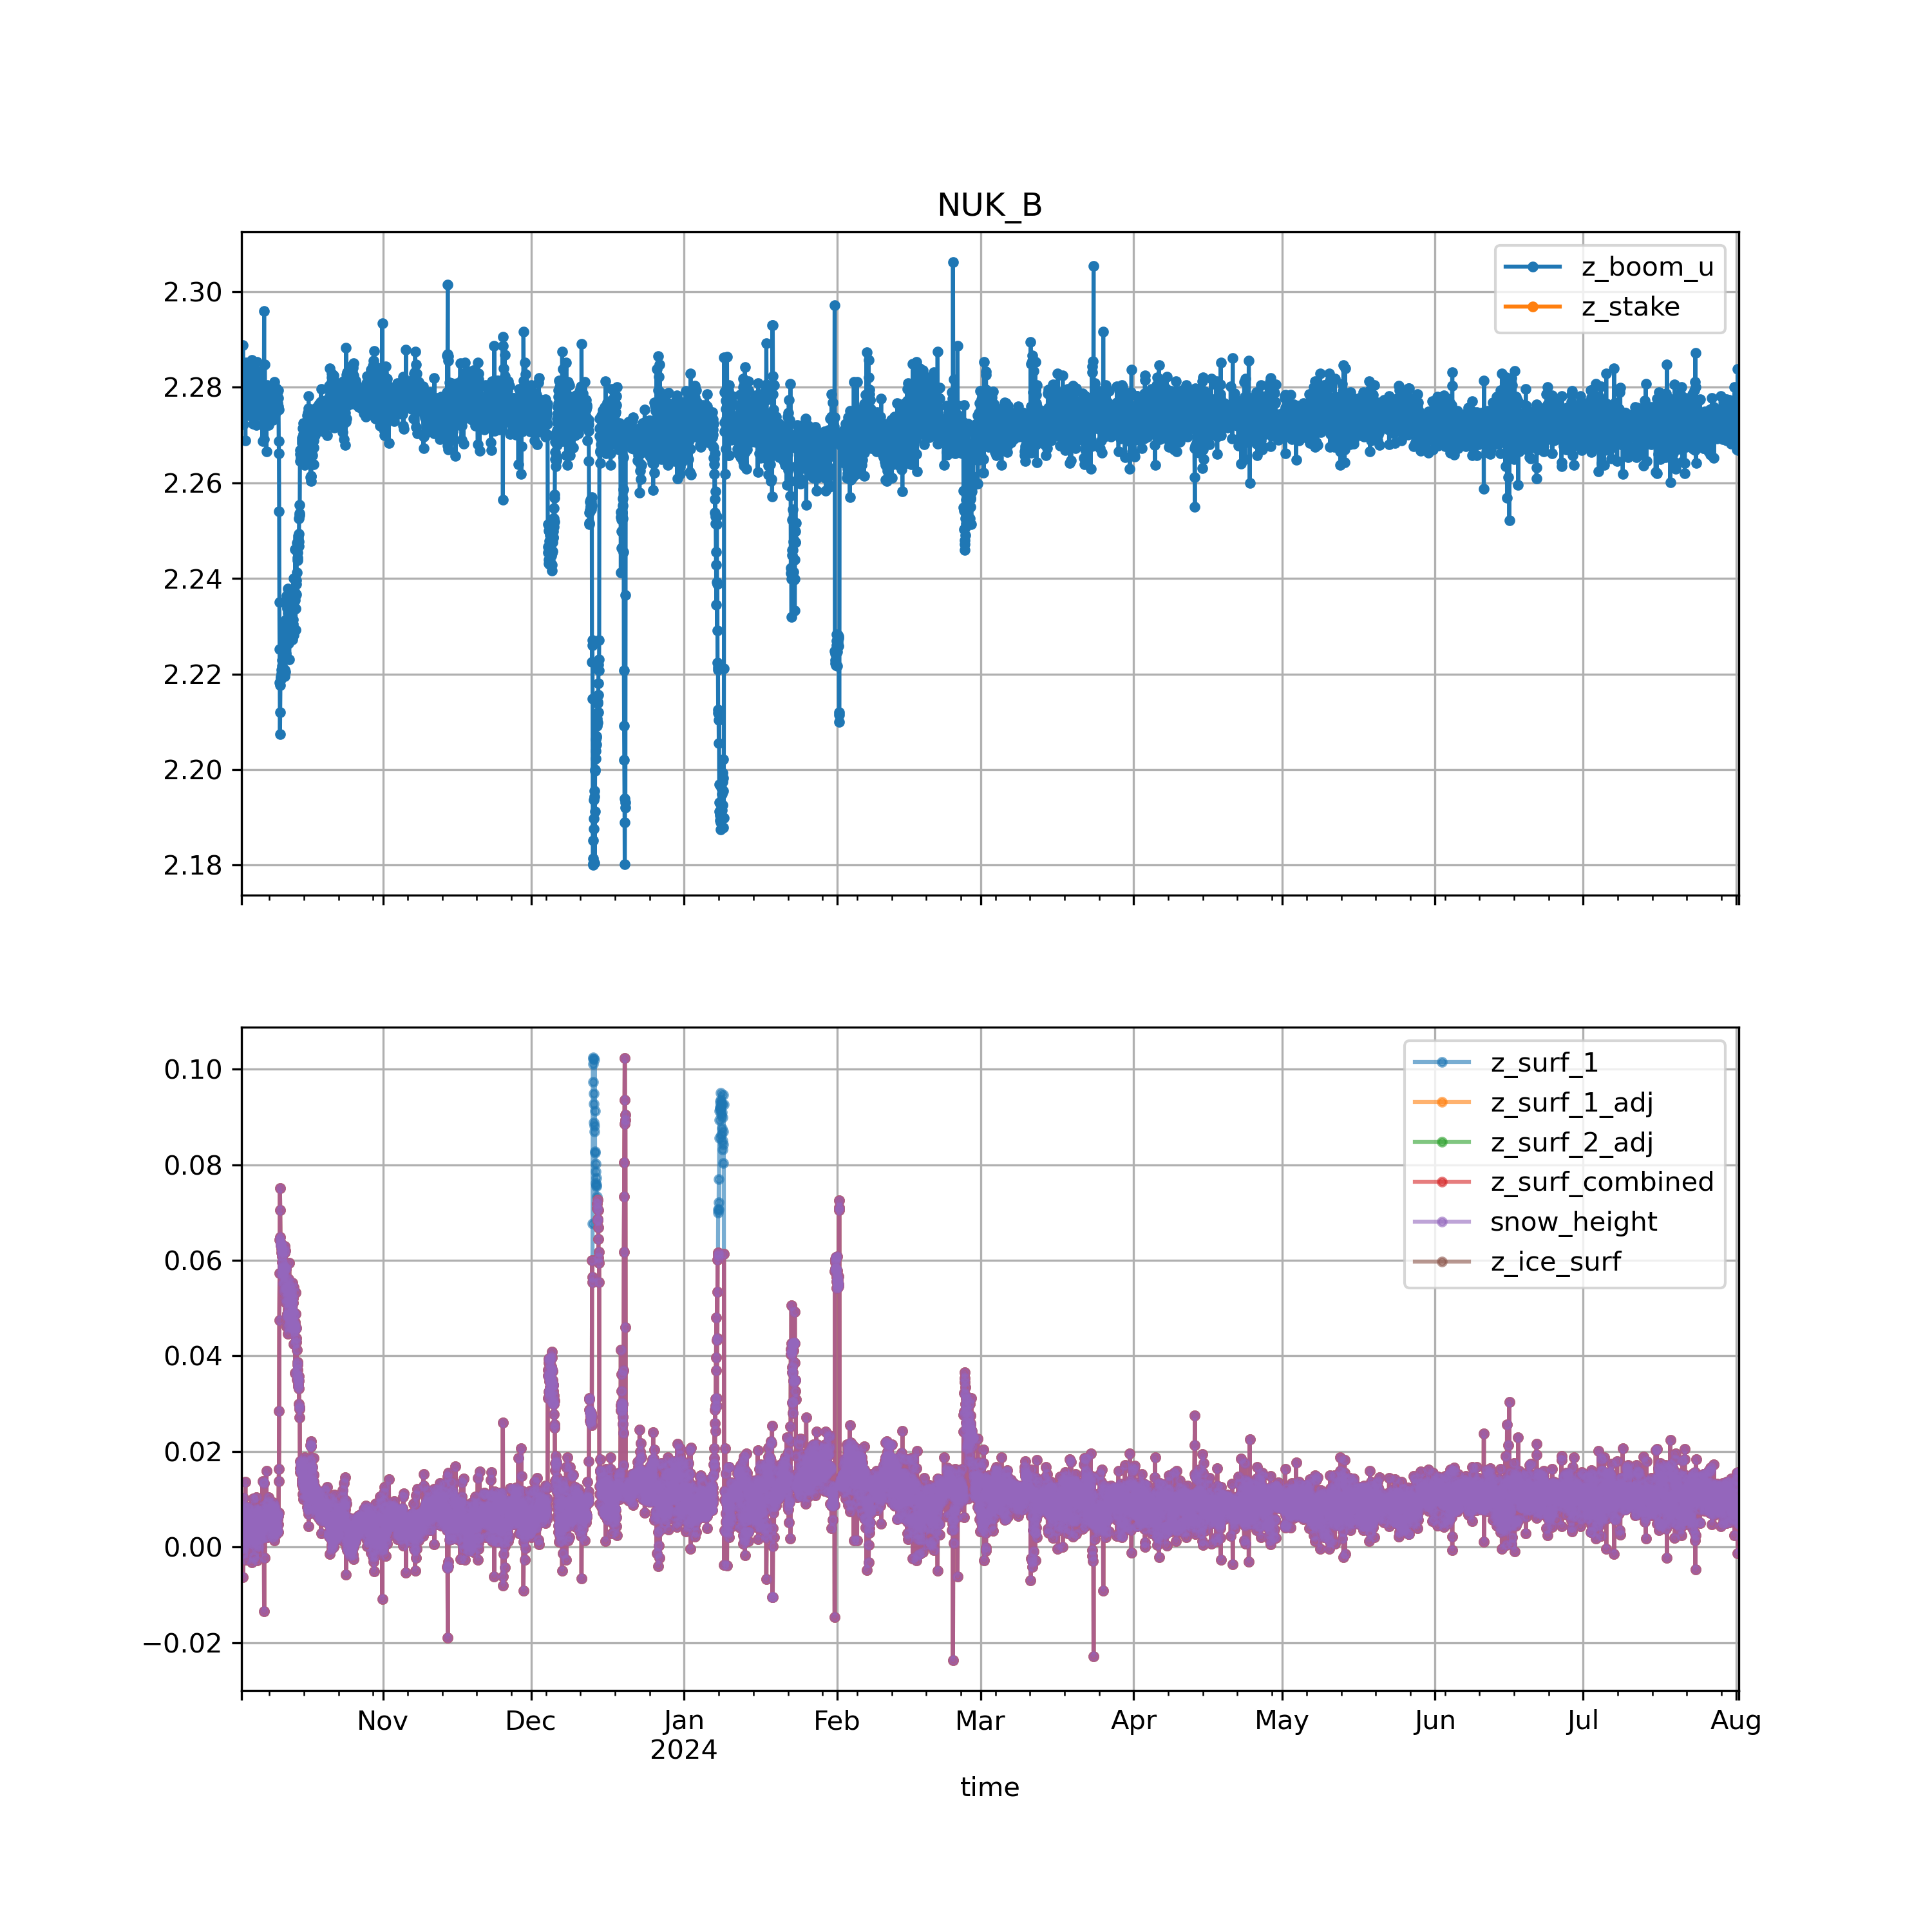 NUK_B
2.30
2.28
2.26
2.24
2.22
2.20
2.18
z_boom_u
z_stake
0.10
0.08
0.06
0.04
0.02
0.00
−0.02
z_surf_1
z_surf_1_adj
z_surf_2_adj
z_surf_combined
snow_height
z_ice_surf
Nov Dec Jan Feb Mar Apr May Jun Jul Aug
2024
time